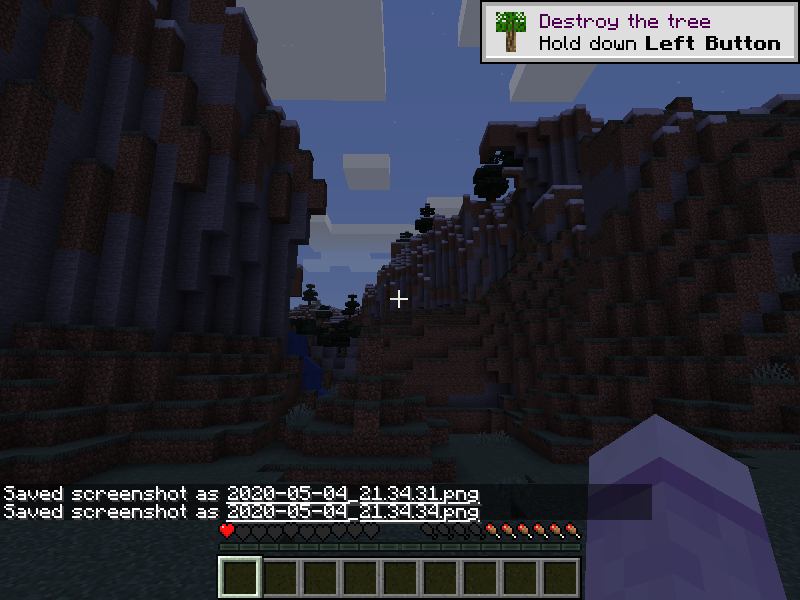 Destroy the tree
Hold down Left Button
Saved screenshot as 2020-05-04_21.34.31.png
Saved screenshot as 2020-05-04_21.34.34.png